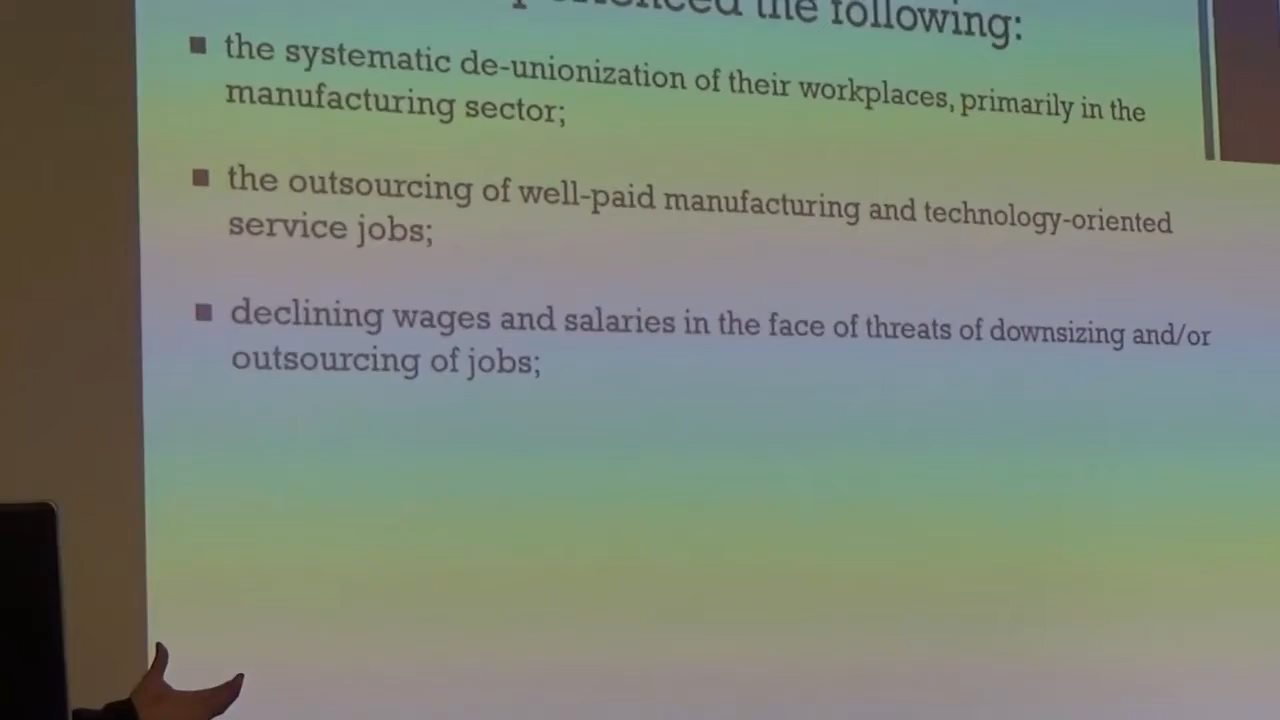 the following:
■ the systematic de-unionization of their workplaces, primarily in the
manufacturing sector;
■ the outsourcing of well-paid manufacturing and technology-oriented
service jobs;
■ declining wages and salaries in the face of threats of downsizing and/or
outsourcing of jobs;